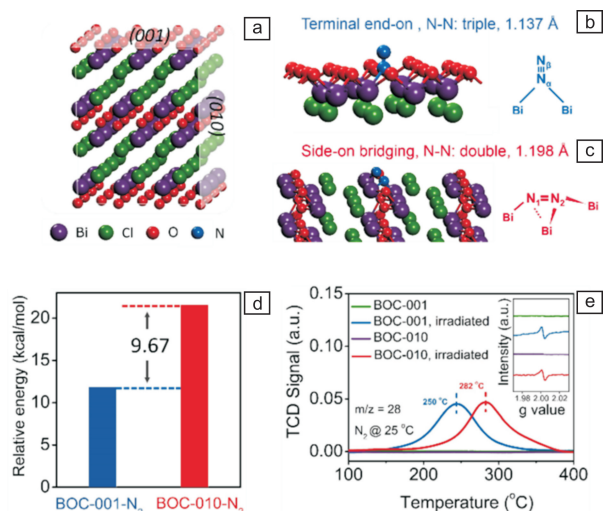 a
(001)
(010)
Bi Cl O N
Terminal end-on , N-N: triple, 1.137 Å
b
Nβ
Nα
Bi Bi
Side-on bridging, N-N: double, 1.198 Å
c
N1=N2
Bi
Bi
Bi
d
Relative energy (kcal/mol)
20
15
10
5
0
9.67
BOC-001-N2
BOC-010-N2
e
TCD Signal (a.u.)
0.15
0.10
0.05
0.00
BOC-001
BOC-001, irradiated
BOC-010
BOC-010, irradiated
250 °C
282 °C
m/z = 28
N2 @ 25 °C
Intensity (a.u.)
1.98 2.00 2.02
g value
100 200 300 400
Temperature (°C)